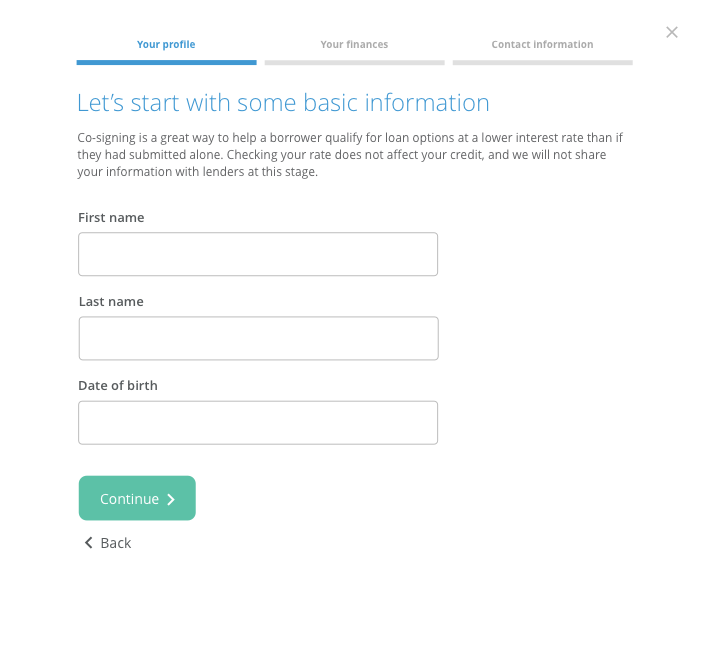 Your profile
Your finances
Contact information
Let’s start with some basic information
Co-signing is a great way to help a borrower qualify for loan options at a lower interest rate than if
they had submitted alone. Checking your rate does not affect your credit, and we will not share
your information with lenders at this stage.
First name
Last name
Date of birth
Continue
Back